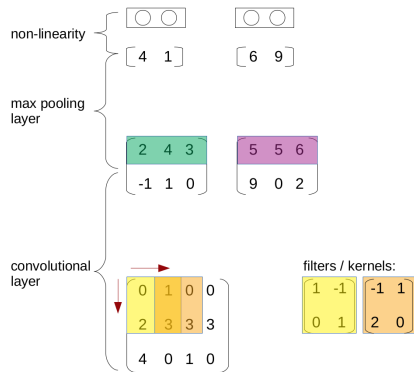 non-linearity
4 1
6 9
max pooling
layer
2 4 3
5 5 6
-1 1 0
9 0 2
convolutional
layer
filters / kernels:
0 1 0 0
1 -1
-1 1
2 3 3 3
0 1
2 0
4 0 1 0